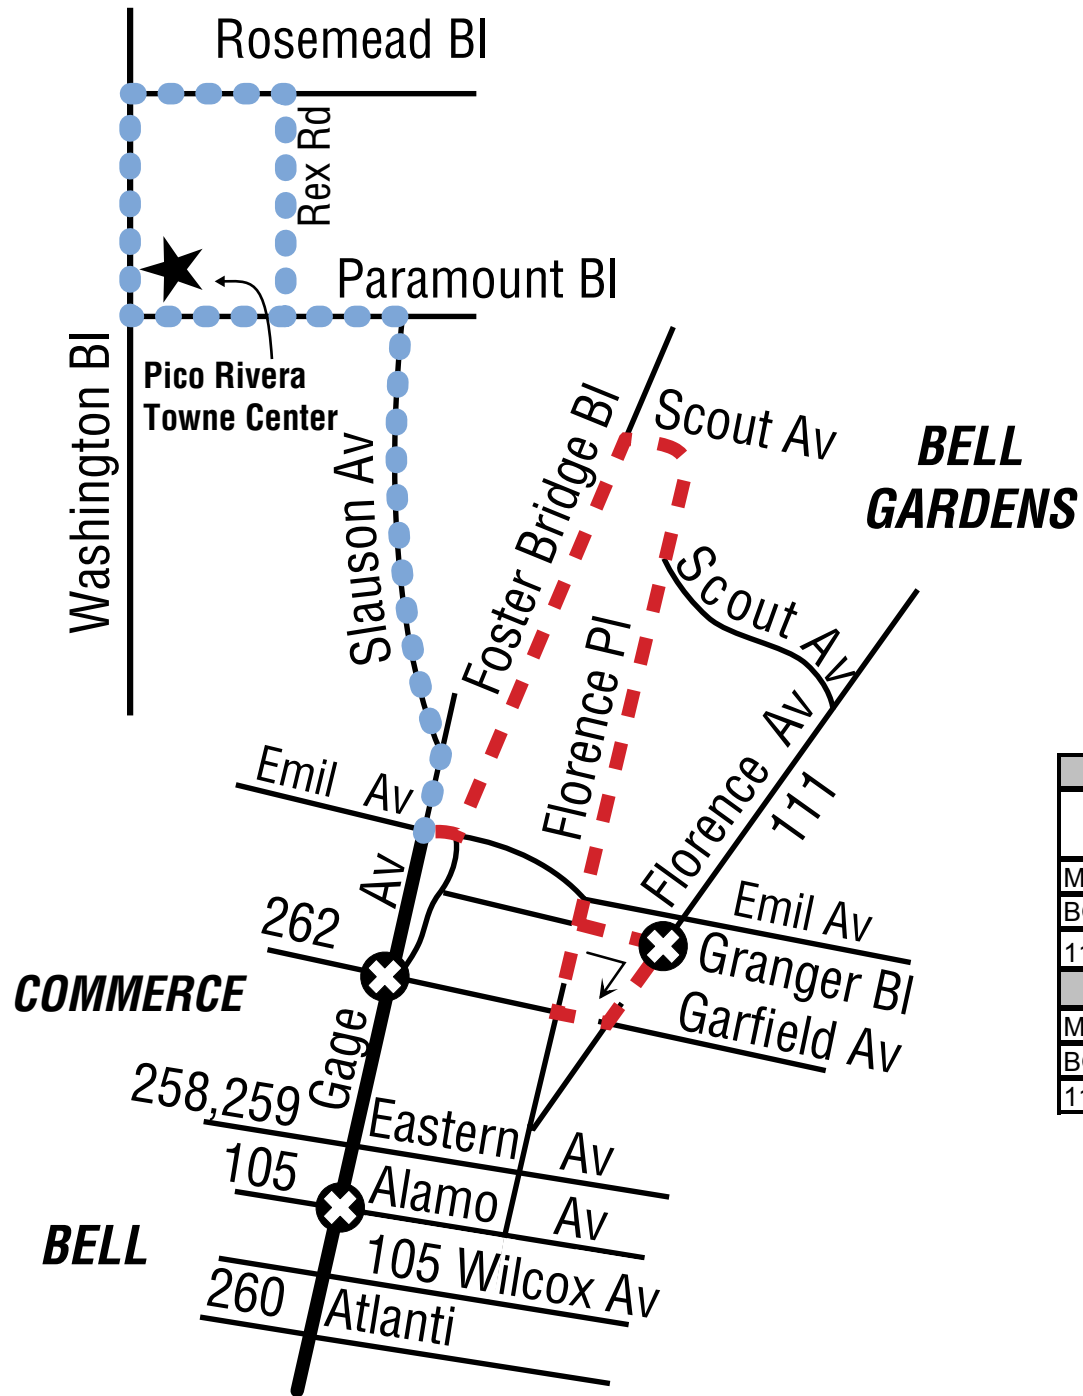 Rosemead Bl
Rex Rd
Paramount Bl
Washington Bl
Pico Rivera
Towne Center
Slauson Av
Foster Bridge Bl
Scout Av
BELL
GARDENS
Scout Av
Florence Pl
Florence Av
111
Emil Av
Emil Av
Granger Bl
Garfield Av
262
COMMERCE
Gage Av
258,259
Eastern Av
105
Alamo Av
BELL
105 Wilcox Av
260
Atlanti
M
B
11
M
B
11